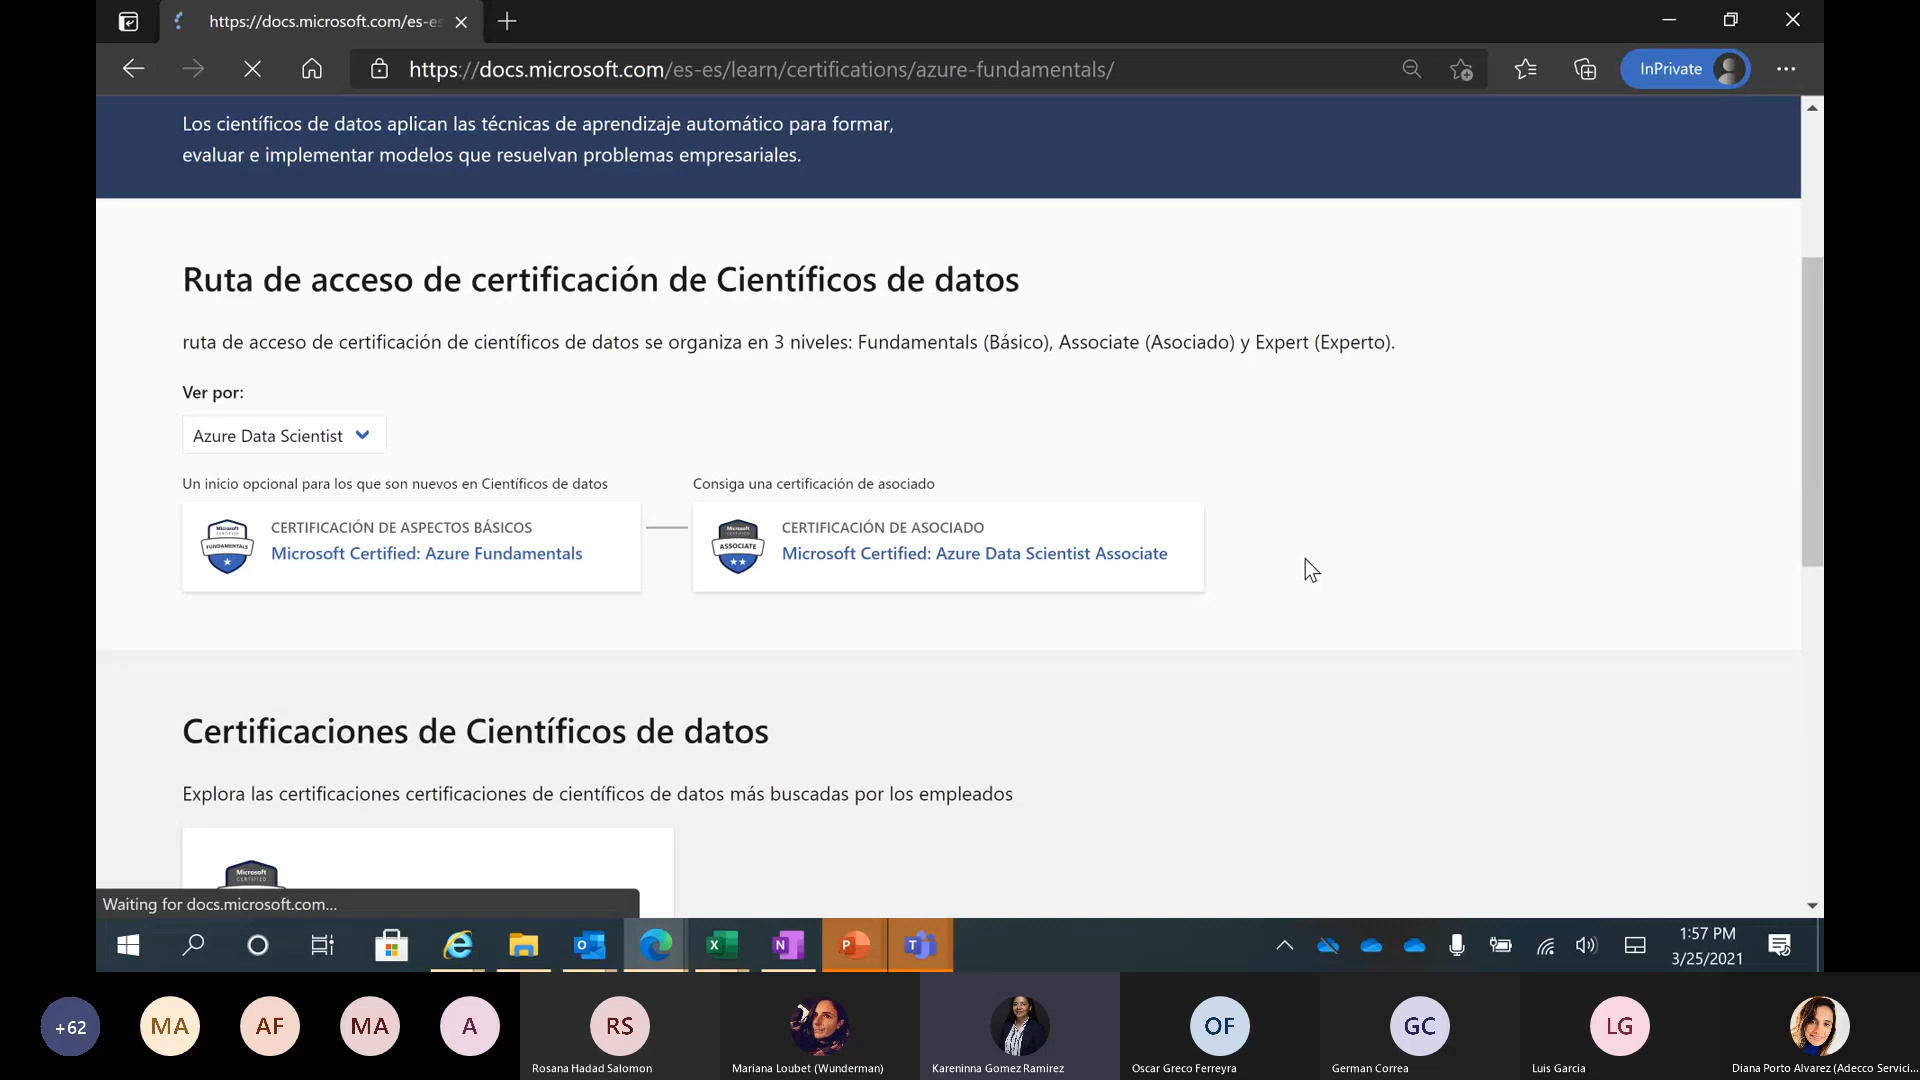 https://docs.microsoft.com/es-es
https://docs.microsoft.com/es-es/learn/certifications/azure-fundamentals/
InPrivate
Los científicos de datos aplican las técnicas de aprendizaje automático para formar,
evaluar e implementar modelos que resuelvan problemas empresariales.
Ruta de acceso de certificación de Científicos de datos
ruta de acceso de certificación de científicos de datos se organiza en 3 niveles: Fundamentals (Básico), Associate (Asociado) y Expert (Experto).
Ver por:
Azure Data Scientist
Un inicio opcional para los que son nuevos en Científicos de datos
Consiga una certificación de asociado
Microsoft
CERTIFIED
FUNDAMENTALS
CERTIFICACIÓN DE ASPECTOS BÁSICOS
Microsoft Certified: Azure Fundamentals
Microsoft
CERTIFIED
ASSOCIATE
CERTIFICACIÓN DE ASOCIADO
Microsoft Certified: Azure Data Scientist Associate
Certificaciones de Científicos de datos
Explora las certificaciones certificaciones de científicos de datos más buscadas por los empleados
Microsoft
CERTIFIED
Waiting for docs.microsoft.com...
1:57 PM
3/25/2021
+62
MA
AF
MA
A
RS
OF
GC
LG
Rosana Hadad Salomon
Mariana Loubet (Wunderman)
Kareninna Gomez Ramirez
Oscar Greco Ferreyra
German Correa
Luis Garcia
Diana Porto Alvarez (Adecco Servici...